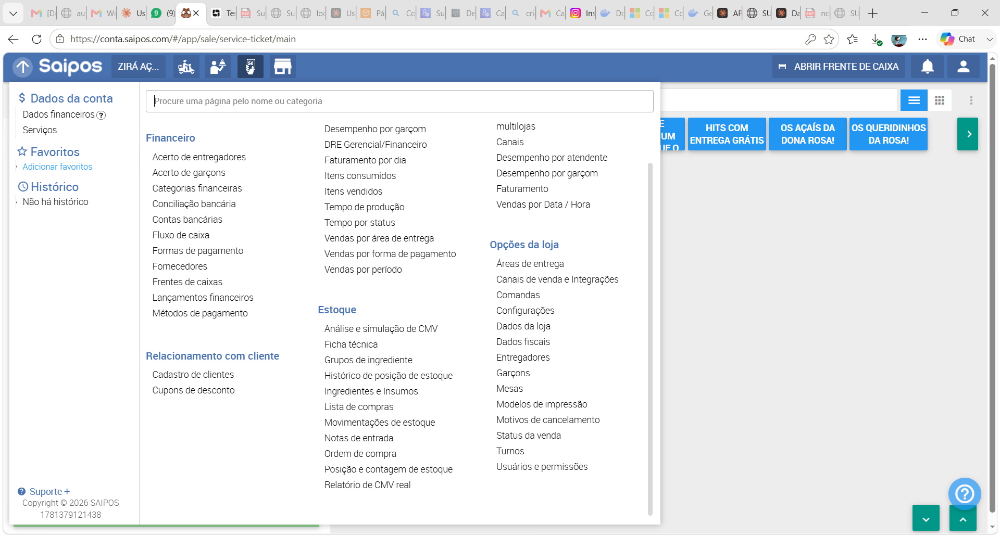 [D
au
We
Us
9
(9)
Te
Su
Su
loc
Us
Pá
Co
Su
De
Ca
cri
Ca
Ins
Do
Co
Co
Ge
AF
SU
Da
nc
SU
https://conta.saipos.com/#/app/sale/service-ticket/main
Chat
Saipos
ZIRÁ AÇ...
54
ABRIR FRENTE DE CAIXA
Dados da conta
Dados financeiros ?
Serviços
Favoritos
Adicionar favoritos
Histórico
Não há histórico
Suporte +
Copyright © 2026 SAIPOS
1781379121438
Procure uma página pelo nome ou categoria
Financeiro
Acerto de entregadores
Acerto de garçons
Categorias financeiras
Conciliação bancária
Contas bancárias
Fluxo de caixa
Formas de pagamento
Fornecedores
Frentes de caixas
Lançamentos financeiros
Métodos de pagamento
Relacionamento com cliente
Cadastro de clientes
Cupons de desconto
Desempenho por garçom
DRE Gerencial/Financeiro
Faturamento por dia
Itens consumidos
Itens vendidos
Tempo de produção
Tempo por status
Vendas por área de entrega
Vendas por forma de pagamento
Vendas por período
Estoque
Análise e simulação de CMV
Ficha técnica
Grupos de ingrediente
Histórico de posição de estoque
Ingredientes e Insumos
Lista de compras
Movimentações de estoque
Notas de entrada
Ordem de compra
Posição e contagem de estoque
Relatório de CMV real
multilojas
Canais
Desempenho por atendente
Desempenho por garçom
Faturamento
Vendas por Data / Hora
Opções da loja
Áreas de entrega
Canais de venda e Integrações
Comandas
Configurações
Dados da loja
Dados fiscais
Entregadores
Garçons
Mesas
Modelos de impressão
Motivos de cancelamento
Status da venda
Turnos
Usuários e permissões
E
UM
UE O
HITS COM
ENTREGA GRÁTIS
OS AÇAÍS DA
DONA ROSA!
OS QUERIDINHOS
DA ROSA!